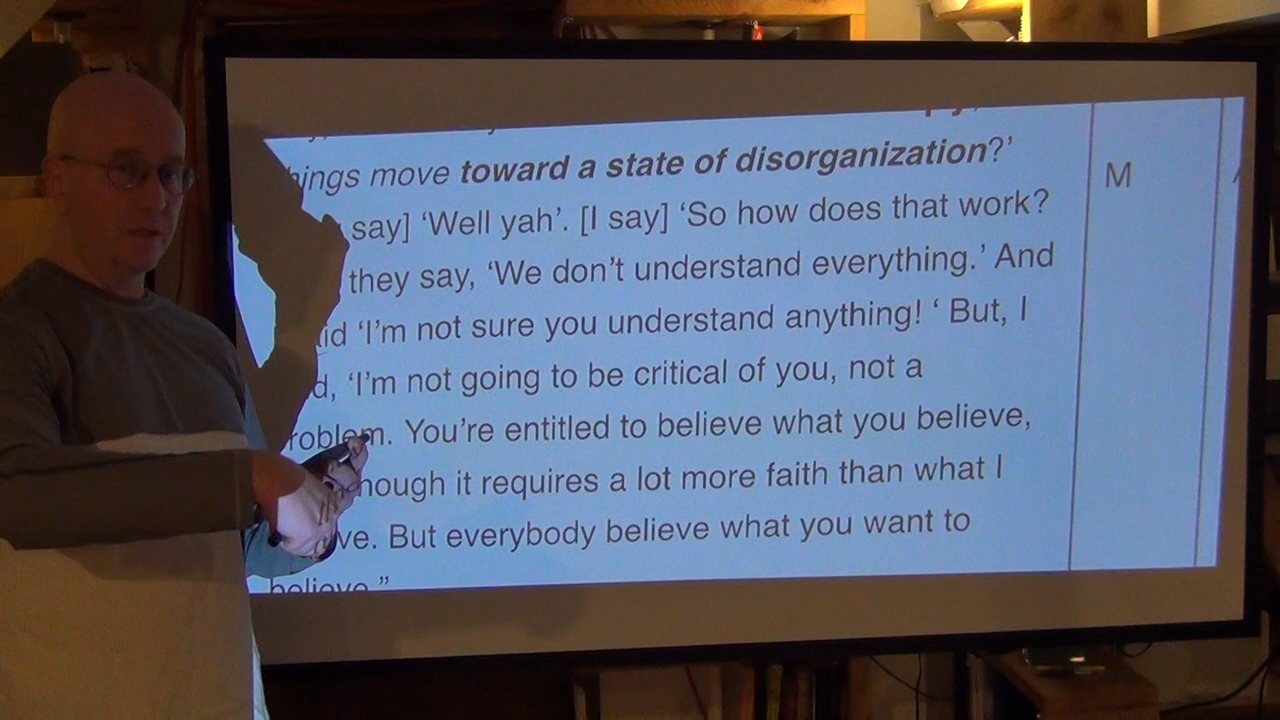 things move toward a state of disorganization?’
say] ‘Well yah’. [I say] ‘So how does that work?
they say, ‘We don’t understand everything.’ And
id ‘I’m not sure you understand anything! ‘ But, I
d, ‘I’m not going to be critical of you, not a
roblem. You’re entitled to believe what you believe,
hough it requires a lot more faith than what I
ve. But everybody believe what you want to
believe.”
M